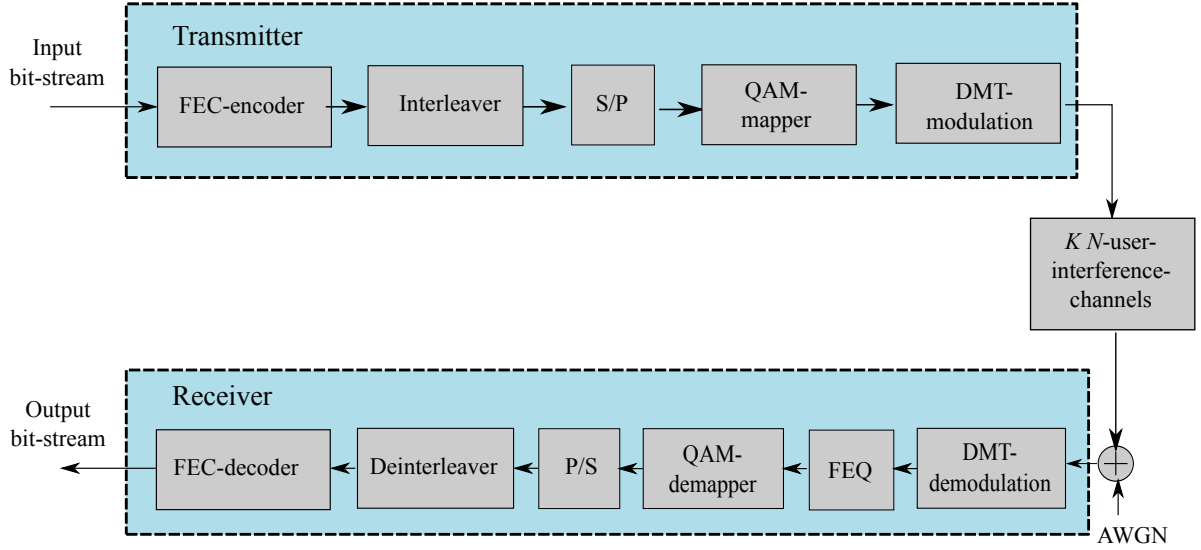 Input
bit-stream
Transmitter
FEC-encoder
Interleaver
S/P
QAM-
mapper
DMT-
modulation
K N-user-
interference-
channels
Output
bit-stream
Receiver
FEC-decoder
Deinterleaver
P/S
QAM-
demapper
FEQ
DMT-
demodulation
AWGN